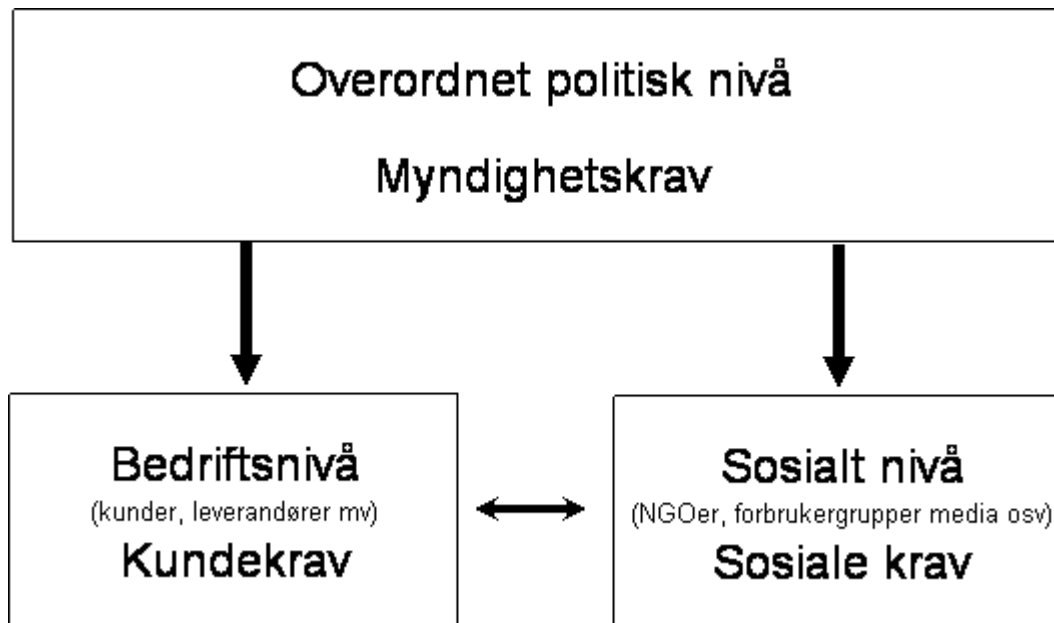 Overordnet politisk nivå
Myndighetskrav
Bedriftsnivå
(kunder, leverandører mv)
Kundekrav
Sosialt nivå
(NGOer, forbrukergrupper media osv)
Sosiale krav